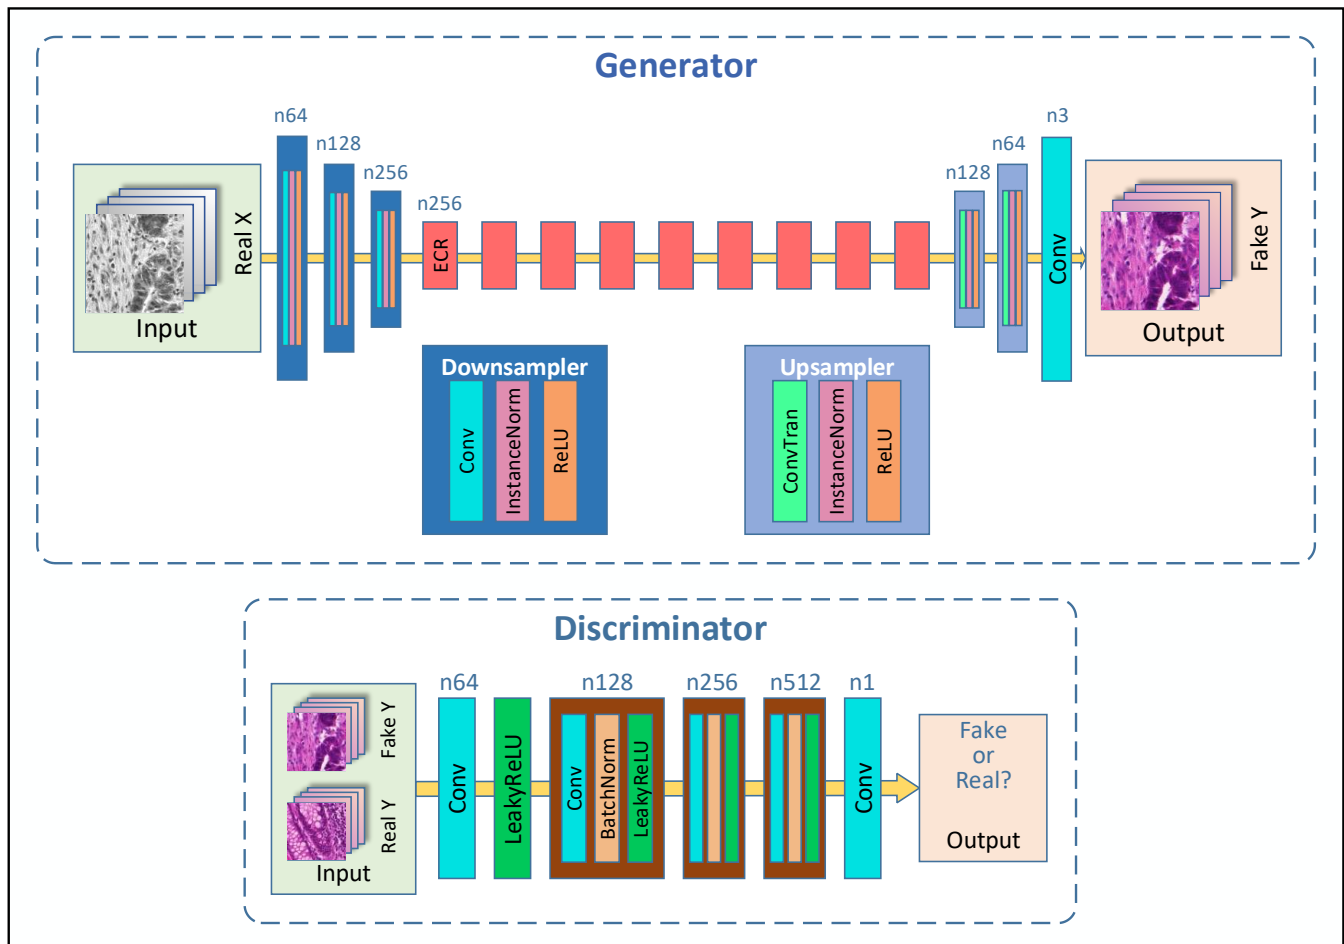 Generator
n64
n128
n256
n256
n128
n64
n3
Real X
Input
ECR
Conv
Fake Y
Output
Downsampler
Conv
InstanceNorm
ReLU
Upsampler
ConvTran
InstanceNorm
ReLU
Discriminator
n64
n128
n256
n512
n1
Fake Y
Real Y
Input
Conv
LeakyReLU
Conv
BatchNorm
LeakyReLU
Conv
Fake
or
Real?
Output